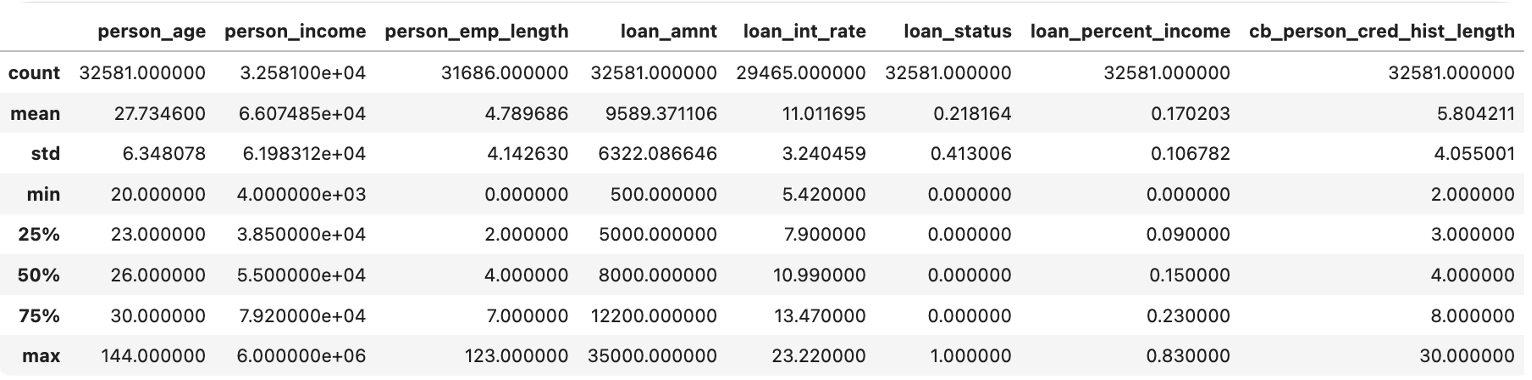 person_age person_income person_emp_length loan_amnt loan_int_rate loan_status loan_percent_income cb_person_cred_hist_length
count 32581.000000 3.258100e+04 31686.000000 32581.000000 29465.000000 32581.000000 32581.000000 32581.000000
mean 27.734600 6.607485e+04 4.789686 9589.371106 11.011695 0.218164 0.170203 5.804211
std 6.348078 6.198312e+04 4.142630 6322.086646 3.240459 0.413006 0.106782 4.055001
min 20.000000 4.000000e+03 0.000000 500.000000 5.420000 0.000000 0.000000 2.000000
25% 23.000000 3.850000e+04 2.000000 5000.000000 7.900000 0.000000 0.090000 3.000000
50% 26.000000 5.500000e+04 4.000000 8000.000000 10.990000 0.000000 0.150000 4.000000
75% 30.000000 7.920000e+04 7.000000 12200.000000 13.470000 0.000000 0.230000 8.000000
max 144.000000 6.000000e+06 123.000000 35000.000000 23.220000 1.000000 0.830000 30.000000